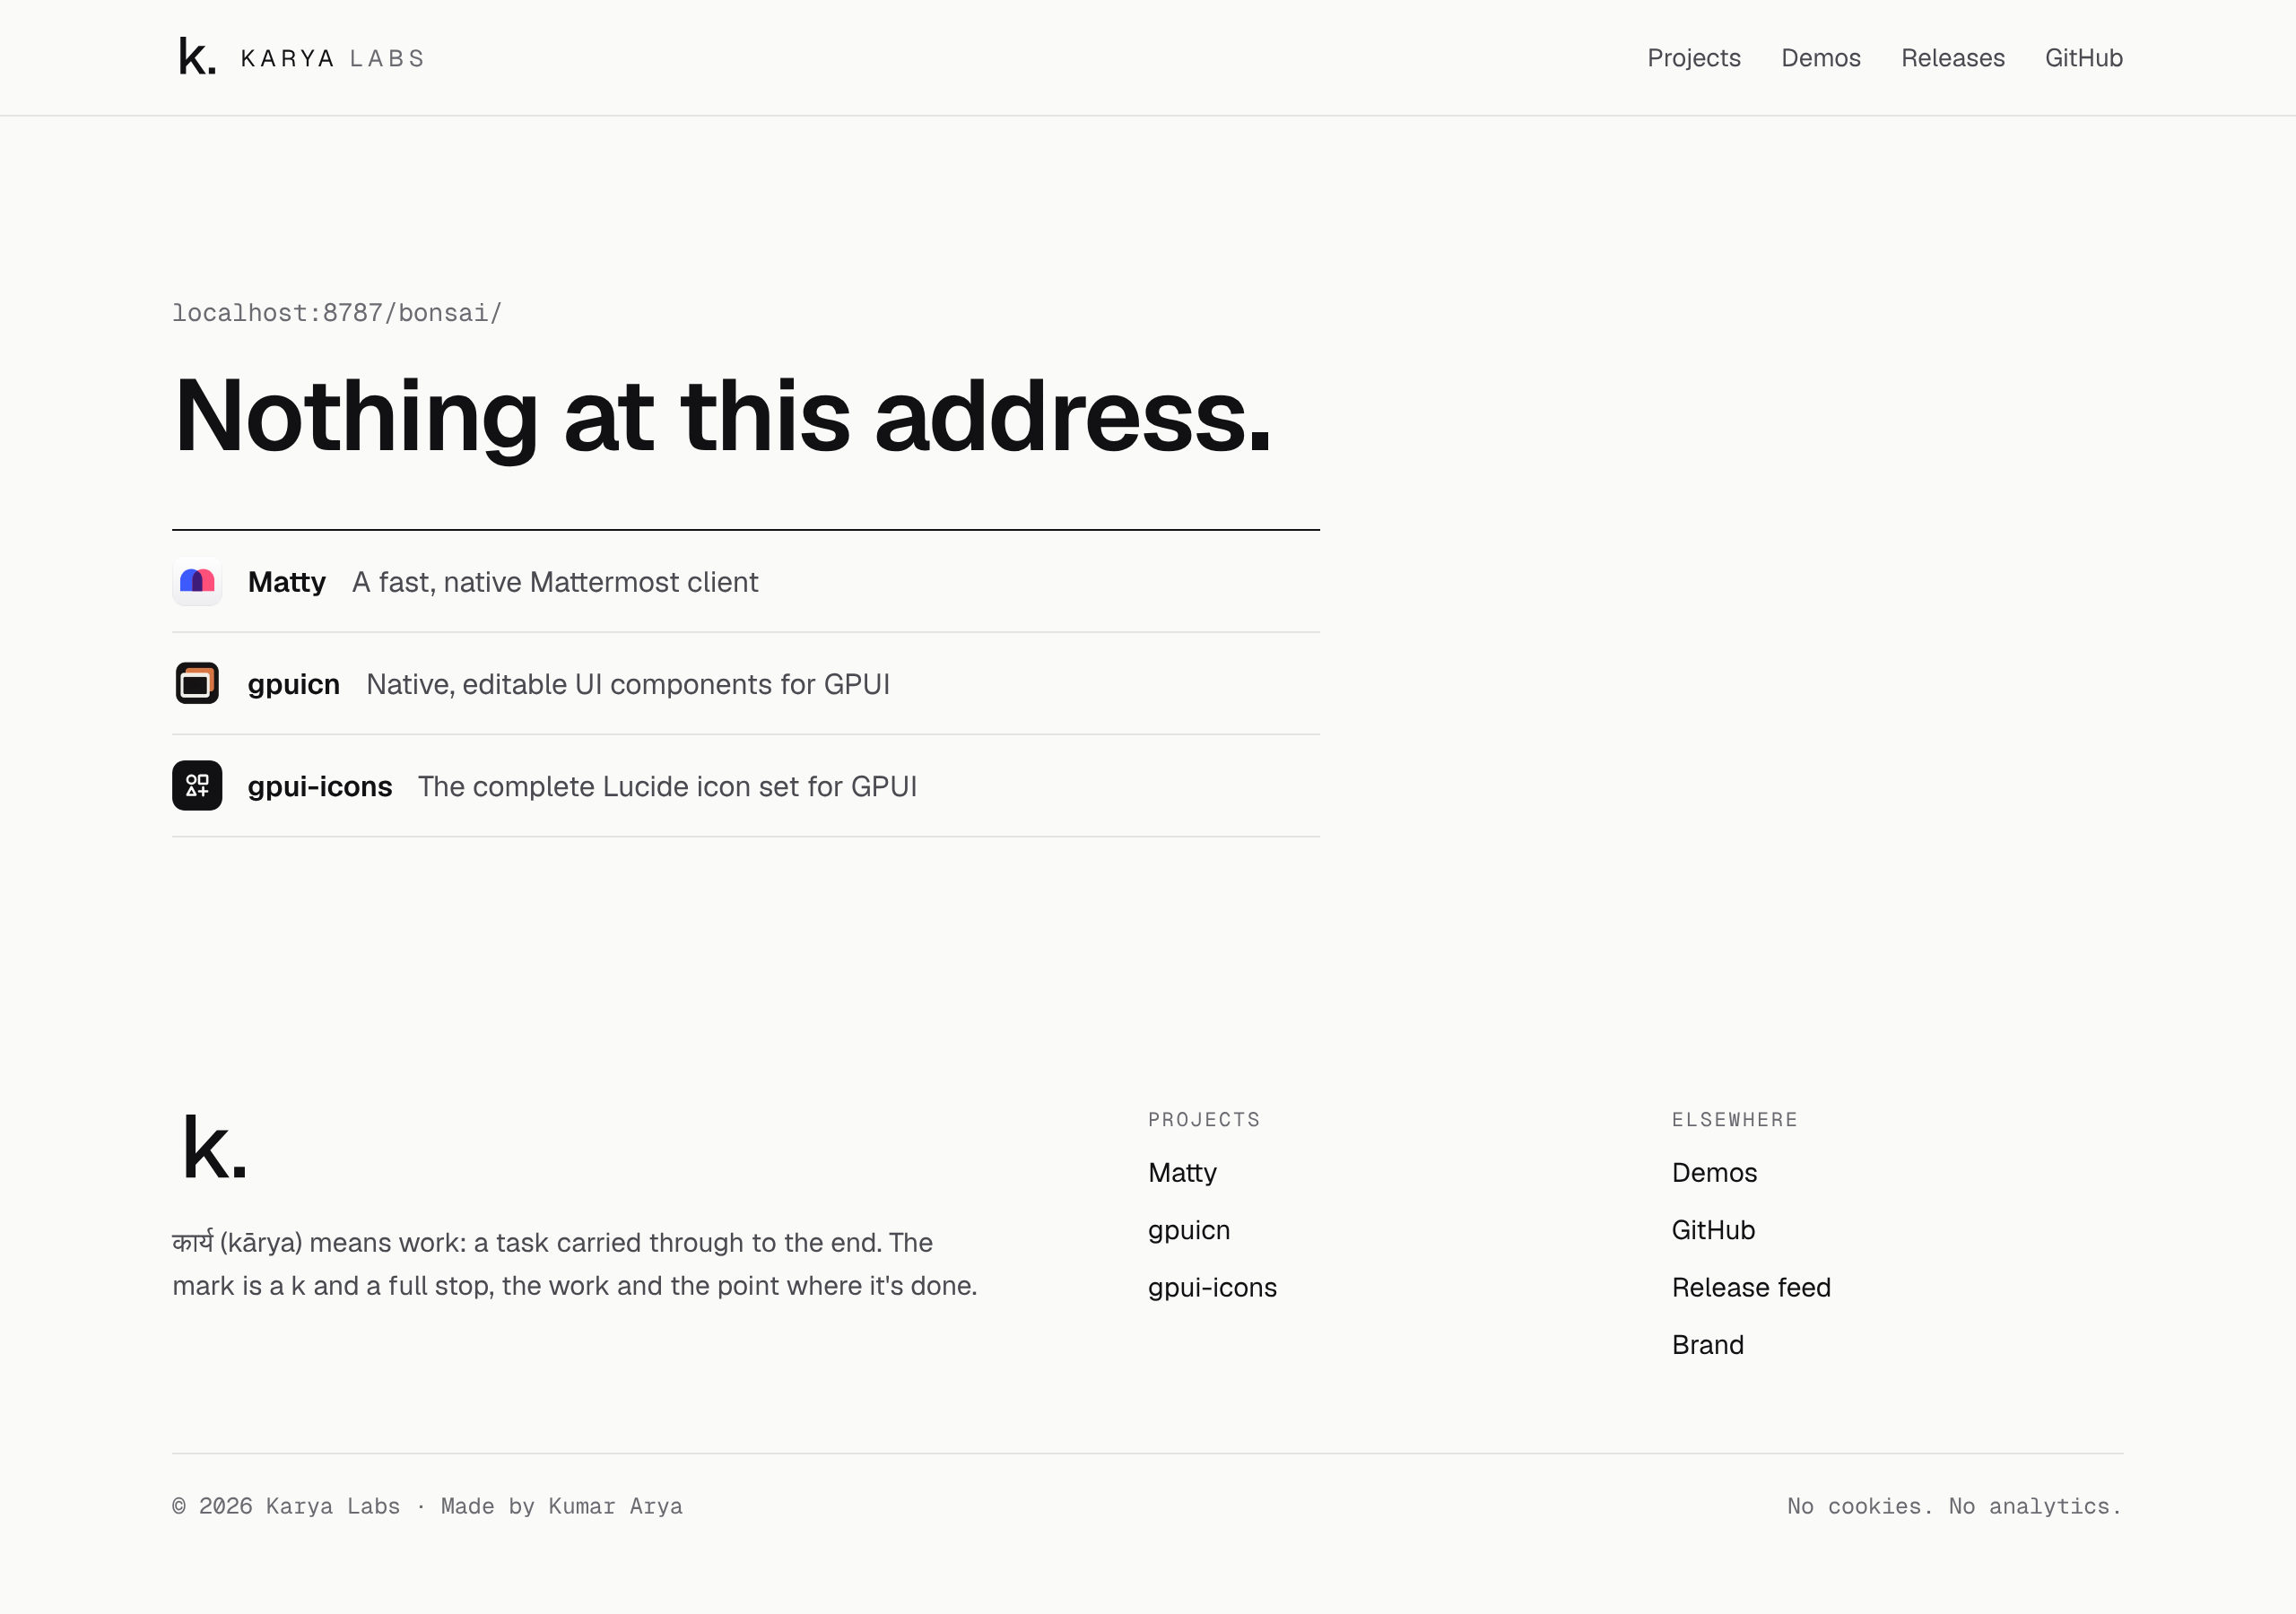 k. KARYA LABS
Projects Demos Releases GitHub
localhost:8787/bonsai/
Nothing at this address.
Matty A fast, native Mattermost client
gpuicn Native, editable UI components for GPUI
gpui-icons The complete Lucide icon set for GPUI
k.
कार्य (kārya) means work: a task carried through to the end. The
mark is a k and a full stop, the work and the point where it's done.
PROJECTS
Matty
gpuicn
gpui-icons
ELSEWHERE
Demos
GitHub
Release feed
Brand
© 2026 Karya Labs · Made by Kumar Arya
No cookies. No analytics.